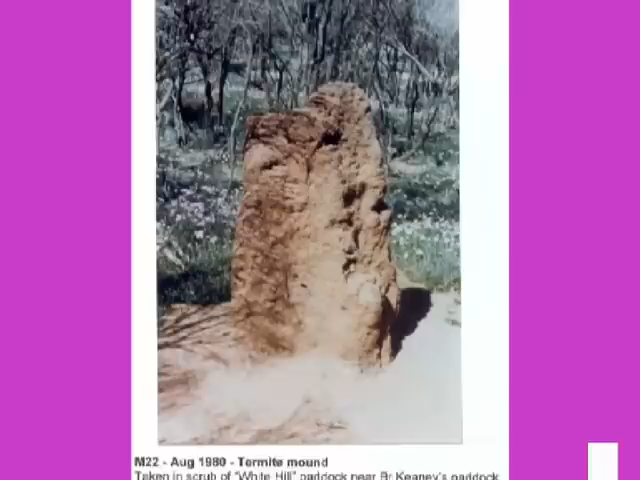 M22 - Aug 1980 - Termite mound
Taken in scrub of "White Hill" paddock near Br Keaney's paddock